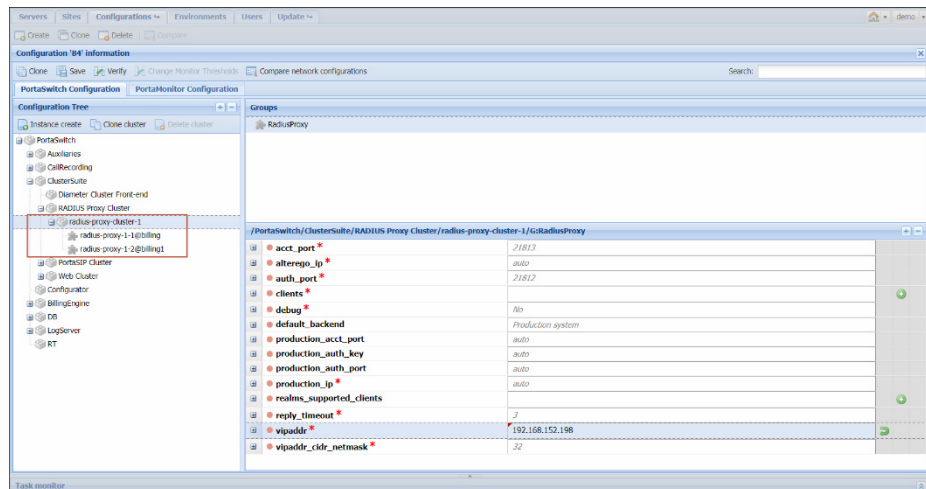 Servers Sites Configurations Environments Users Update demo
Create Clone Delete Compare
Configuration '84' information
Clone Save Verify Change Monitor Thresholds Compare network configurations Search:
PortaSwitch Configuration PortaMonitor Configuration
Configuration Tree
Instance create Clone cluster Delete cluster
PortaSwitch
Auxiliaries
CallRecording
ClusterSuite
Diameter Cluster Front-end
RADIUS Proxy Cluster
radius-proxy-cluster-1
radius-proxy-1-1@billing
radius-proxy-1-2@billing1
PortaSIP Cluster
Web Cluster
Configurator
BillingEngine
DB
LogServer
RT
Groups
RadiusProxy
/PortaSwitch/ClusterSuite/RADIUS Proxy Cluster/radius-proxy-cluster-1/G:RadiusProxy
acct_port * 21813
alterego_ip * auto
auth_port * 21812
clients *
debug * No
default_backend Production system
production_acct_port auto
production_auth_key auto
production_auth_port auto
production_ip * auto
realms_supported_clients
reply_timeout * 3
vipaddr * 192.168.152.198
vipaddr_cidr_netmask * 32
Task monitor